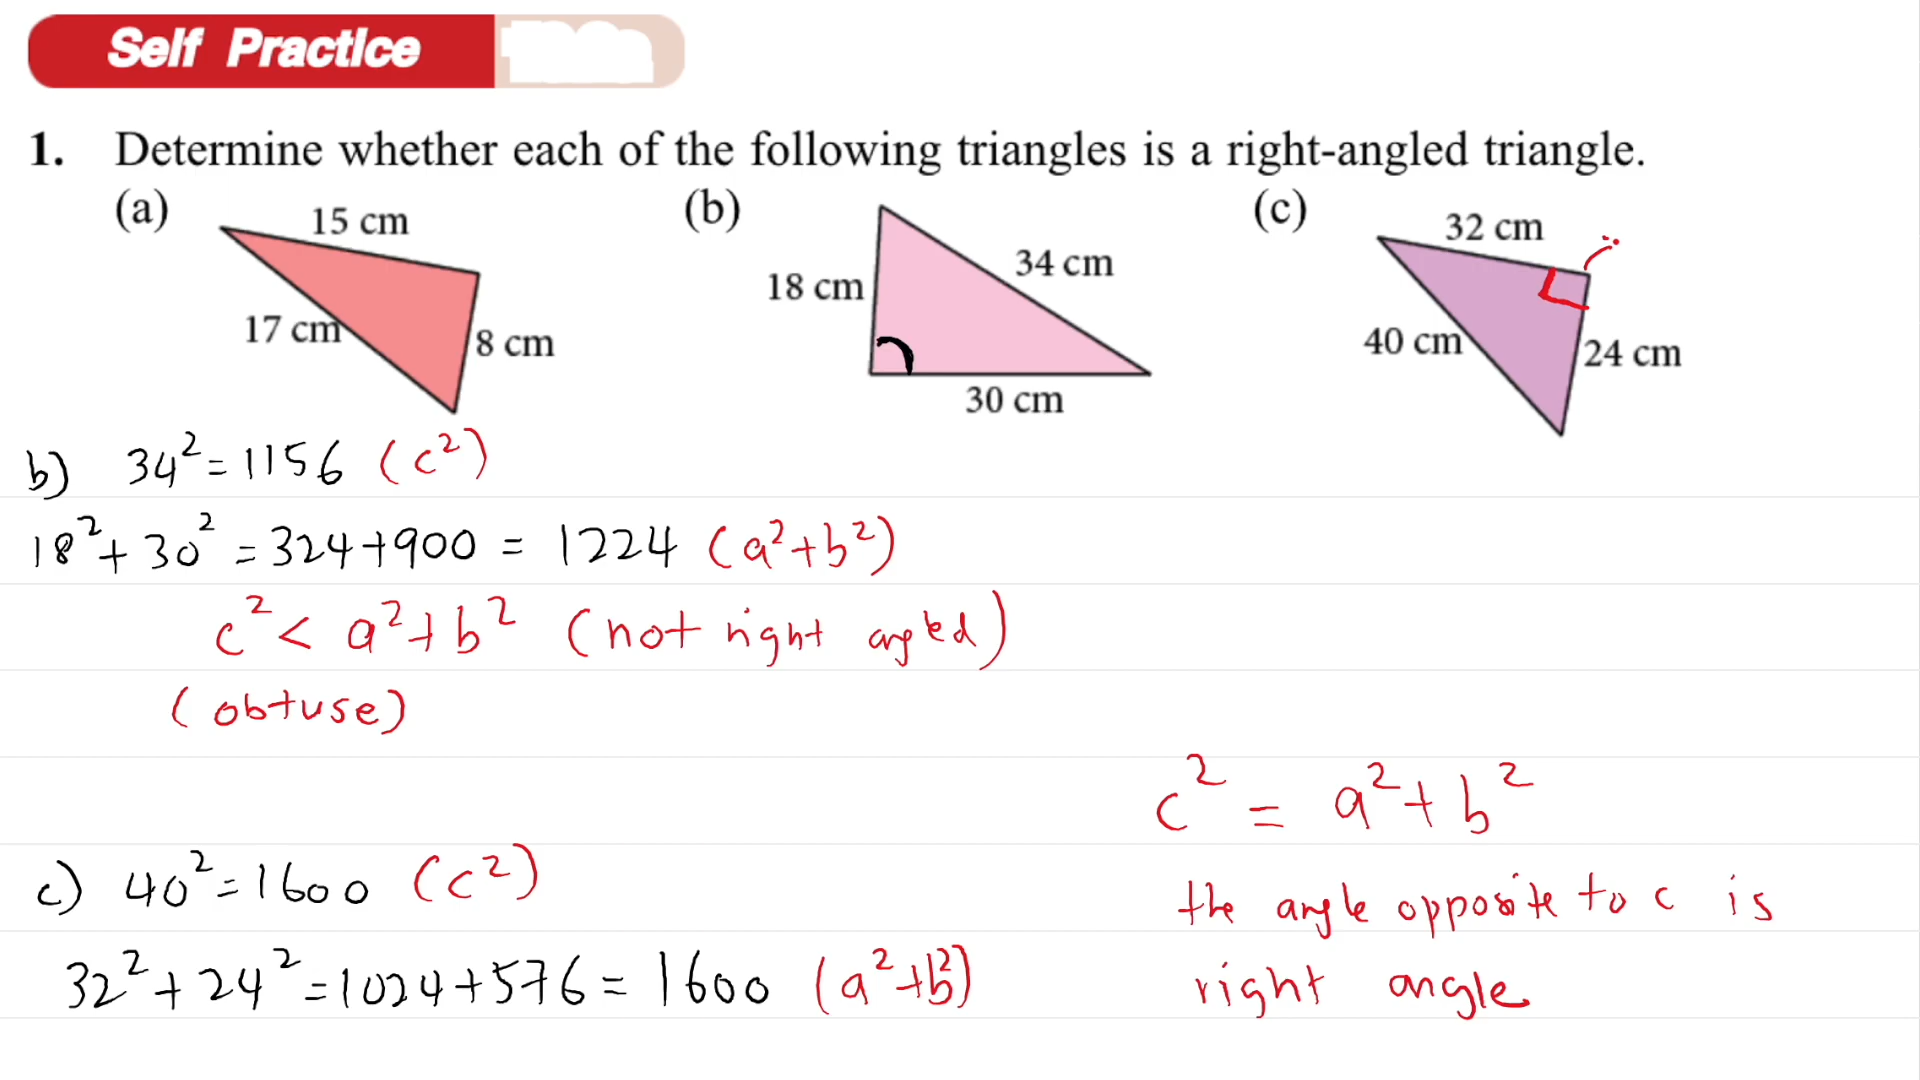 Self Practice
1. Determine whether each of the following triangles is a right-angled triangle.
(a) (b) (c)
15 cm
17 cm
8 cm
18 cm
34 cm
30 cm
32 cm
40 cm
24 cm
b) 34² = 1156 (c²)
18² + 30² = 324 + 900 = 1224 (a² + b²)
c² < a² + b² (not right angled)
(obtuse)
c² = a² + b²
c) 40² = 1600 (c²)
the angle opposite to c is
32² + 24² = 1024 + 576 = 1600 (a² + b²)
right angle